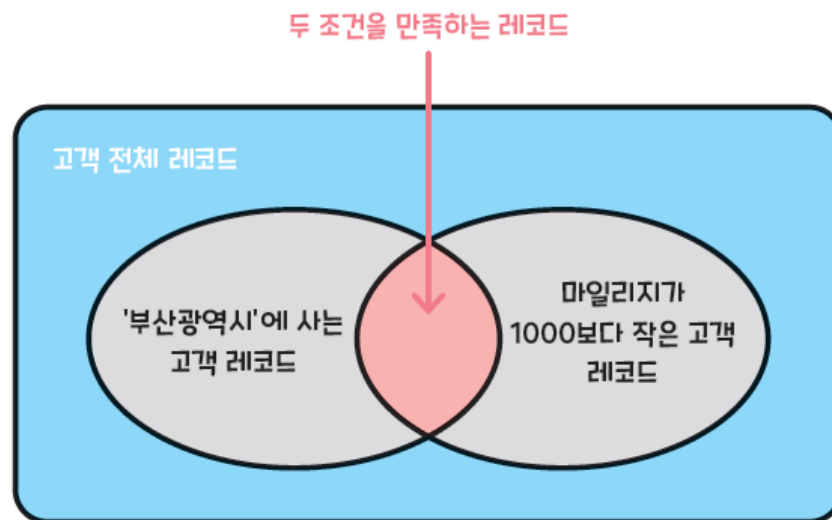 두 조건을 만족하는 레코드
고객 전체 레코드
'부산광역시'에 사는
고객 레코드
마일리지가
1000보다 작은 고객
레코드